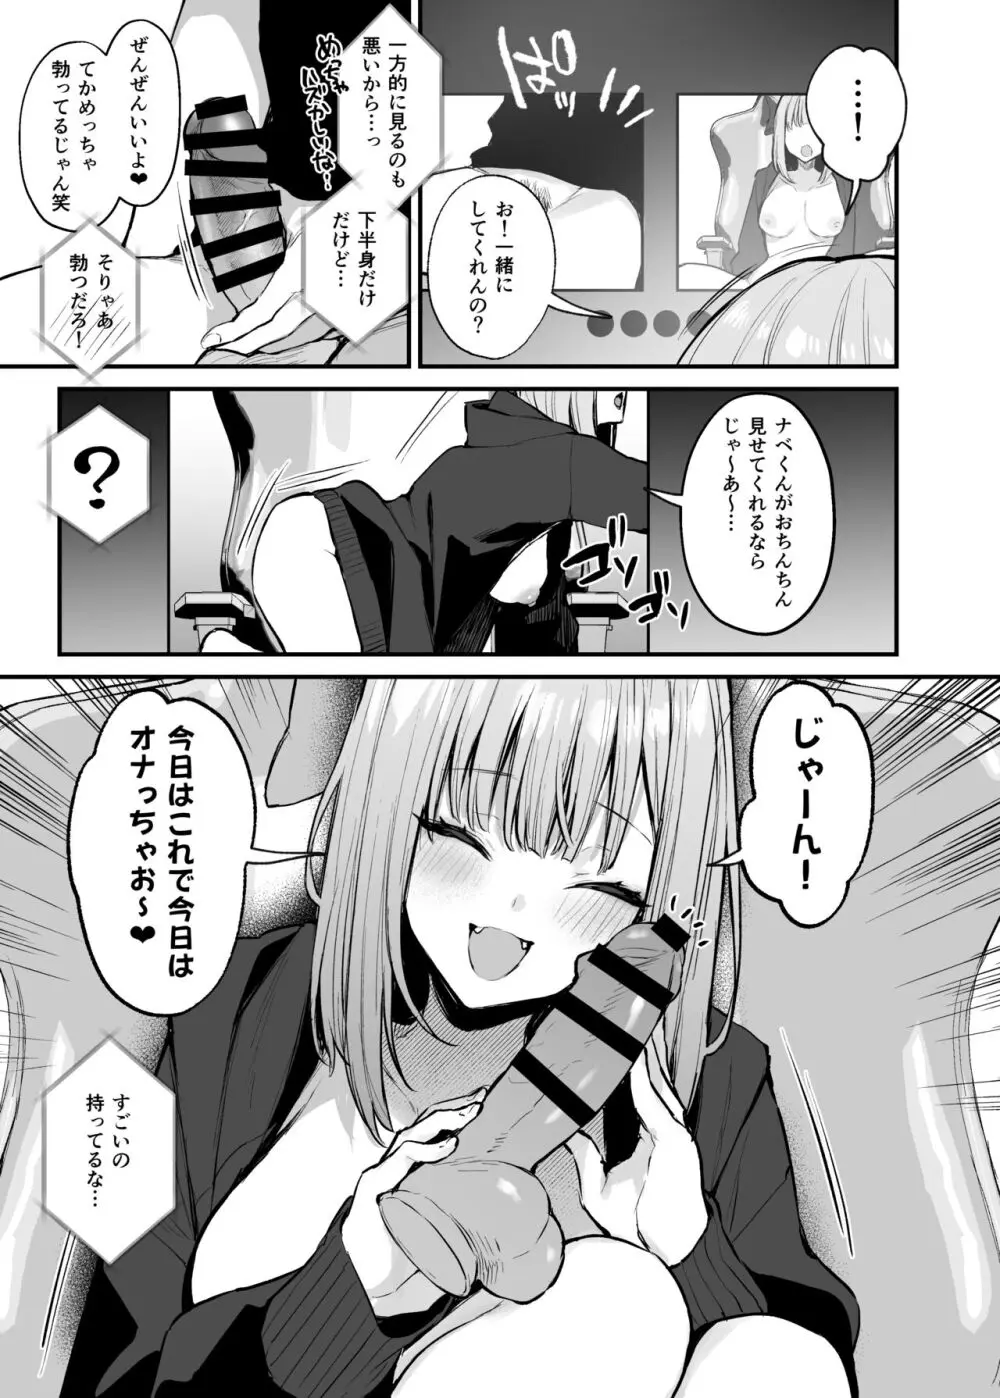 …！
パッ
お！一緒に
してくれんの？
一方的に見るのも
悪いから…っ
めっちゃ
ハズかしいな…
下半身だけ
だけど…
ぜんぜんいいよ♥
てかめっちゃ
勃ってるじゃん笑
そりゃあ
勃つだろ！
ナベくんがおちんちん
見せてくれるなら
じゃ〜あ〜…
ゴソ
ゴソ
？
じゃーん！
今日はこれで今日は
オナっちゃお〜♥
すごいの
持ってるな…